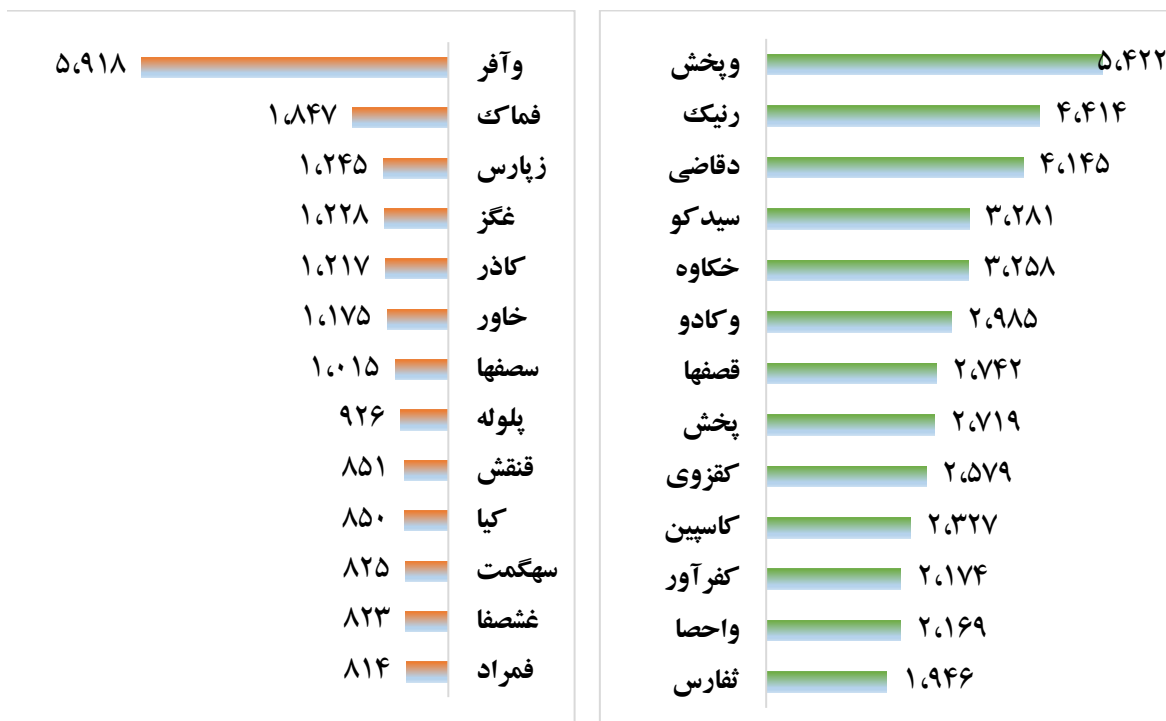 وپخش ۵،۴۲۲
رنیک ۴،۴۱۴
دقاضی ۴،۱۴۵
سیدکو ۳،۲۸۱
خکاوه ۳،۲۵۸
وکادو ۲،۹۸۵
قصفها ۲،۷۴۲
پخش ۲،۷۱۹
کقزوی ۲،۵۷۹
کاسپین ۲،۳۲۷
کفرآور ۲،۱۷۴
واحصا ۲،۱۶۹
ثفارس ۱،۹۴۶
وآفر ۵،۹۱۸
فماک ۱،۸۴۷
زپارس ۱،۲۴۵
غگز ۱،۲۲۸
کاذر ۱،۲۱۷
خاور ۱،۱۷۵
سصفها ۱،۰۱۵
پلوله ۹۲۶
قنقش ۸۵۱
کیا ۸۵۰
سهگمت ۸۲۵
غشصفا ۸۲۳
فمراد ۸۱۴